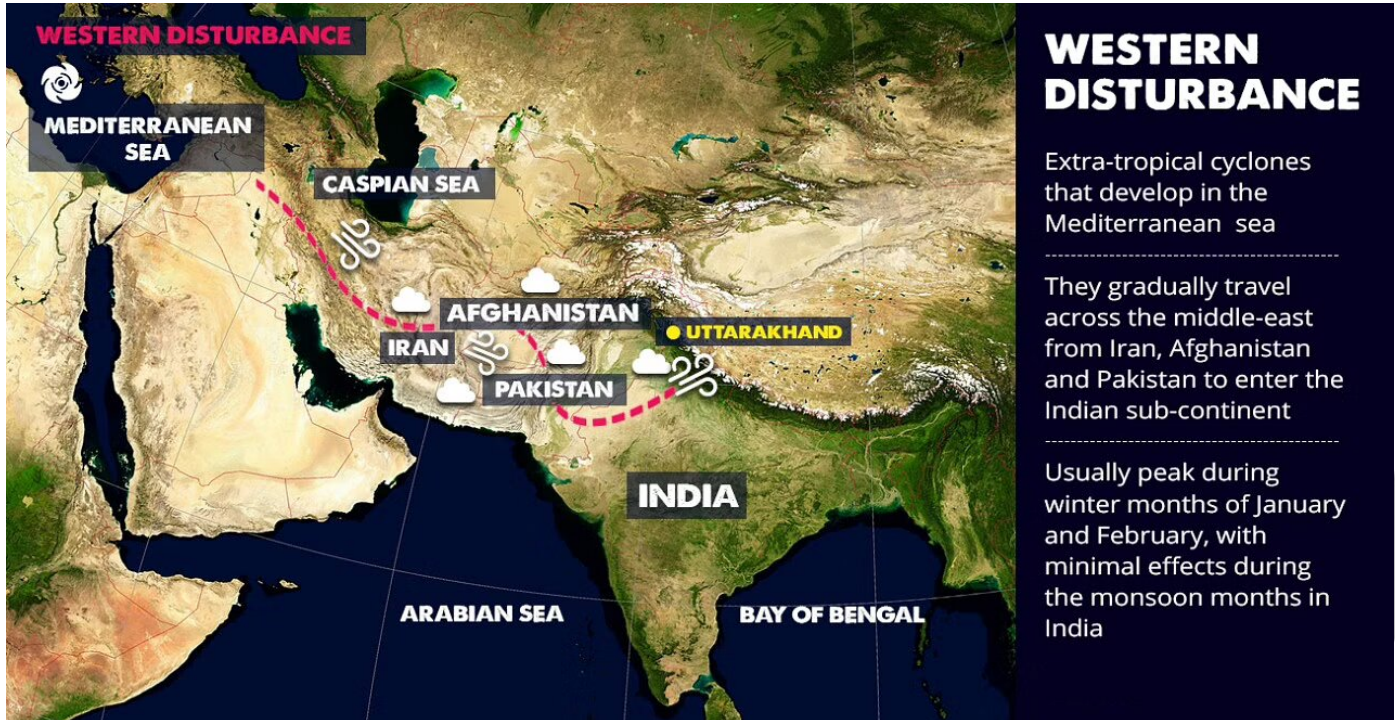 WESTERN DISTURBANCE
MEDITERRANEAN
SEA
CASPIAN SEA
AFGHANISTAN
IRAN
UTTARAKHAND
PAKISTAN
INDIA
ARABIAN SEA
BAY OF BENGAL
WESTERN
DISTURBANCE
Extra-tropical cyclones
that develop in the
Mediterranean sea
They gradually travel
across the middle-east
from Iran, Afghanistan
and Pakistan to enter the
Indian sub-continent
Usually peak during
winter months of January
and February, with
minimal effects during
the monsoon months in
India